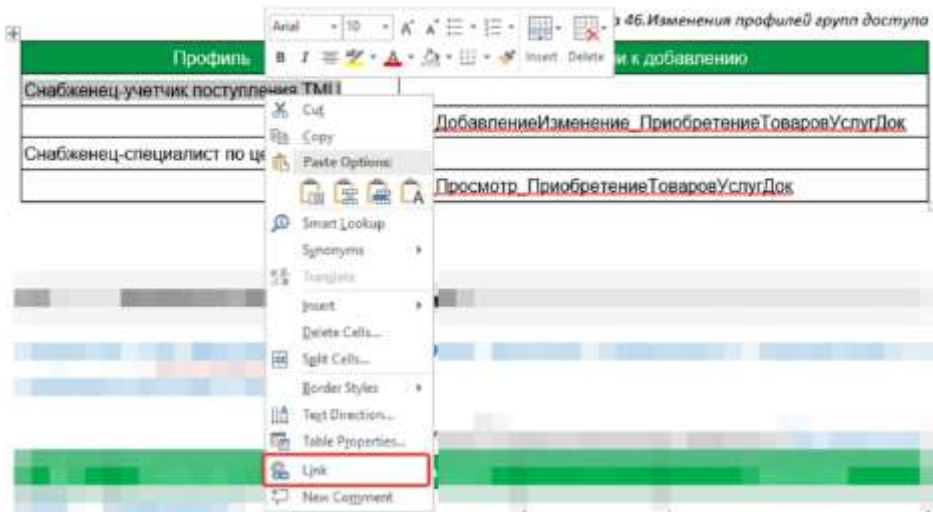 Arial 10
а 46.Изменения профилей групп доступа
B I A Insert Delete
Профиль и к добавлению
Снабженец-учетчик поступления ТМЦ
ДобавлениеИзменение_ПриобретениеТоваровУслугДок
Снабженец-специалист по це
Просмотр_ПриобретениеТоваровУслугДок
Cut
Copy
Paste Options:
Smart Lookup
Synonyms
Translate
Insert
Delete Cells...
Split Cells...
Border Styles
Text Direction...
Table Properties...
Link
New Comment